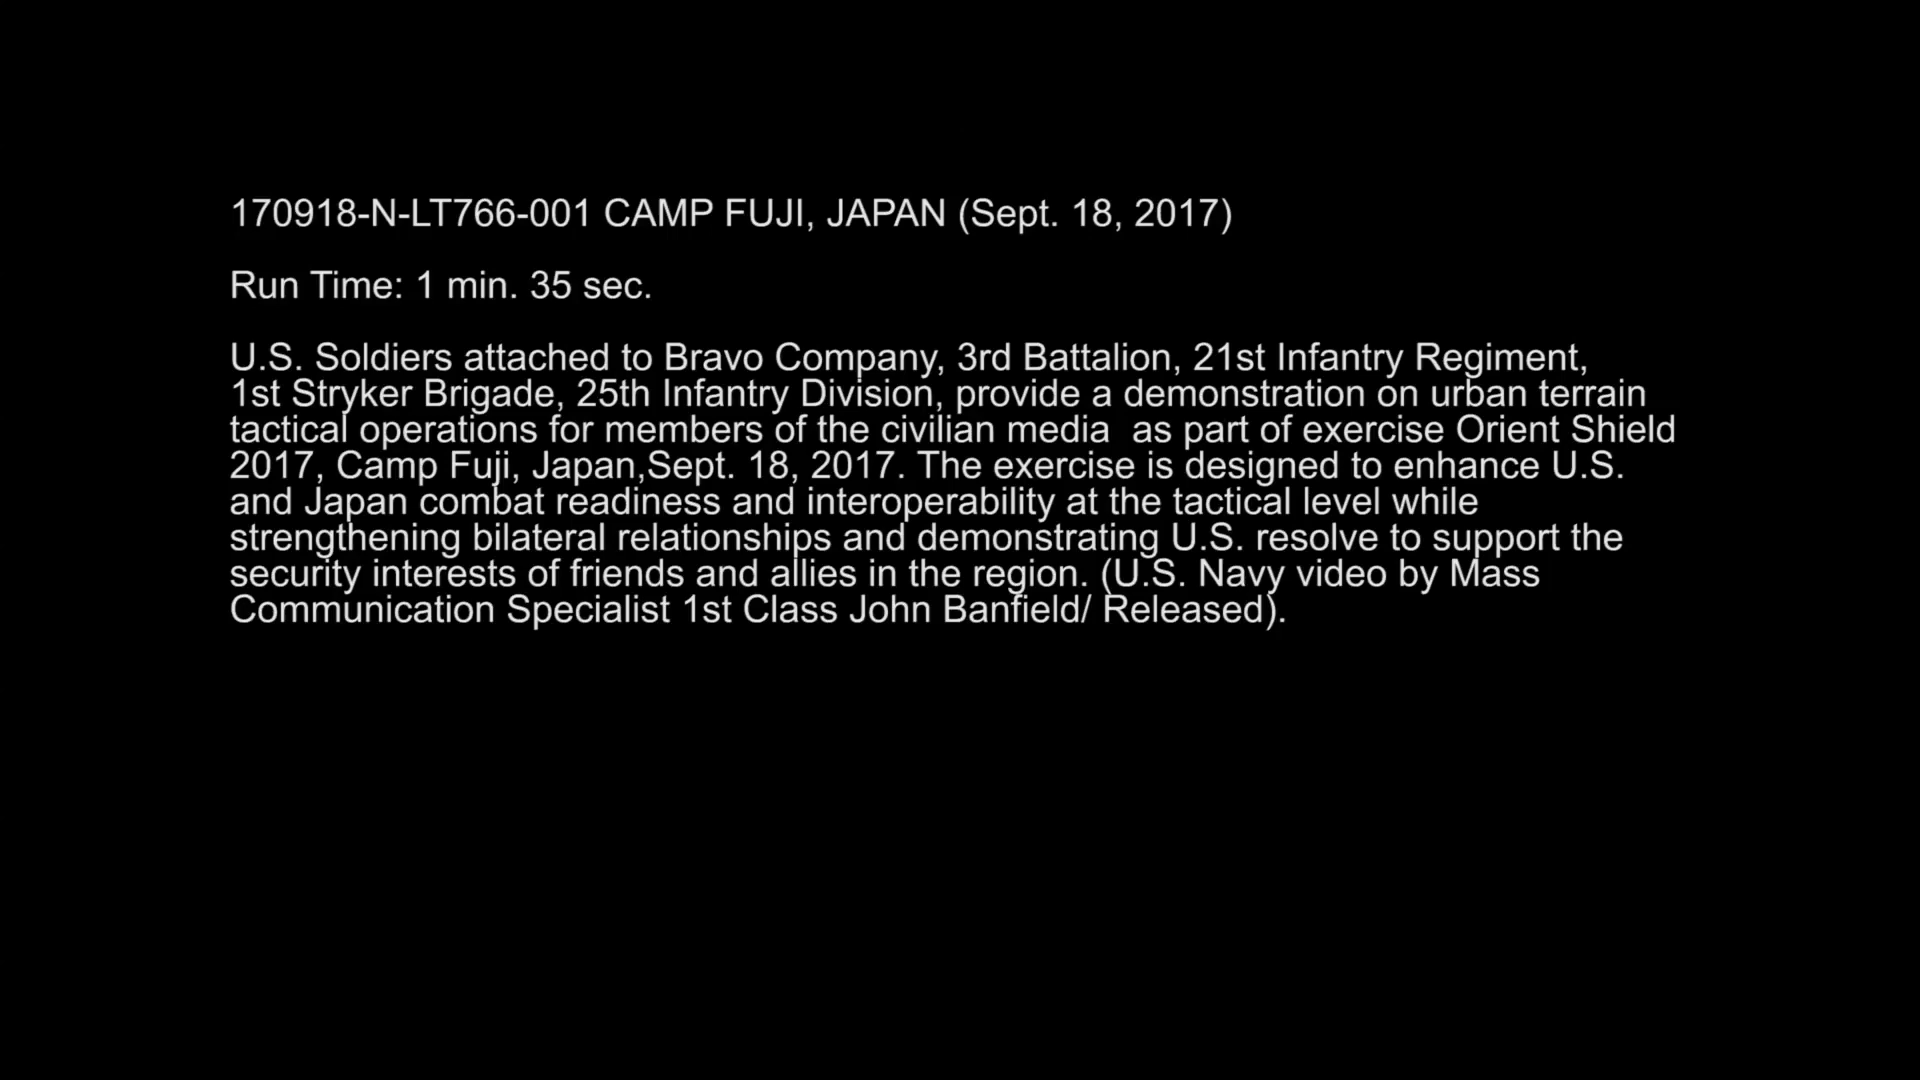 170918-N-LT766-001 CAMP FUJI, JAPAN (Sept. 18, 2017)
Run Time: 1 min. 35 sec.
U.S. Soldiers attached to Bravo Company, 3rd Battalion, 21st Infantry Regiment,
1st Stryker Brigade, 25th Infantry Division, provide a demonstration on urban terrain
tactical operations for members of the civilian media  as part of exercise Orient Shield
2017, Camp Fuji, Japan,Sept. 18, 2017. The exercise is designed to enhance U.S.
and Japan combat readiness and interoperability at the tactical level while
strengthening bilateral relationships and demonstrating U.S. resolve to support the
security interests of friends and allies in the region. (U.S. Navy video by Mass
Communication Specialist 1st Class John Banfield/ Released).